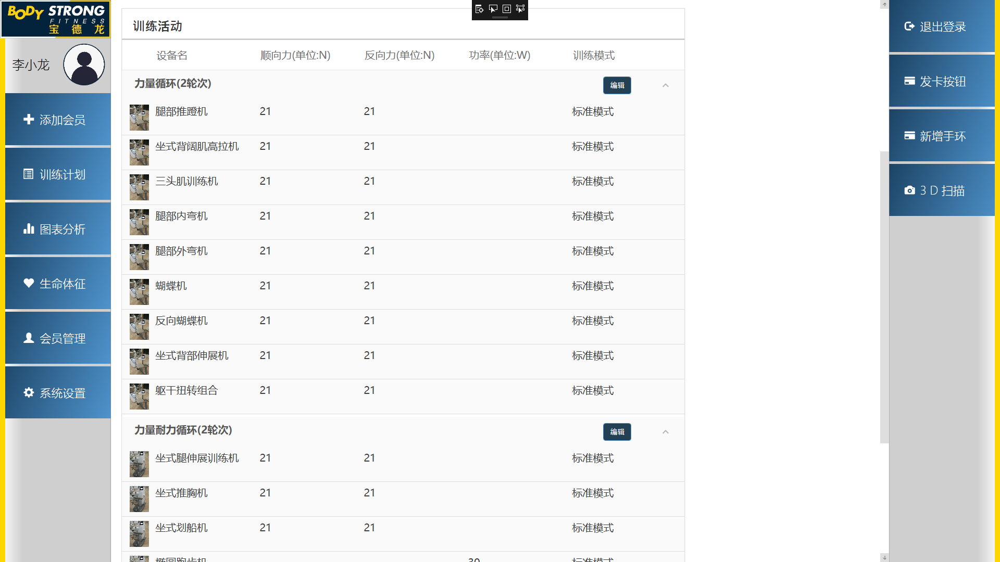 BODY STRONG
FITNESS
宝德龙
李小龙
添加会员
训练计划
图表分析
生命体征
会员管理
系统设置
训练活动
设备名 顺向力(单位:N) 反向力(单位:N) 功率(单位:W) 训练模式
力量循环(2轮次) 编辑
腿部推蹬机 21 21 标准模式
坐式背阔肌高拉机 21 21 标准模式
三头肌训练机 21 21 标准模式
腿部内弯机 21 21 标准模式
腿部外弯机 21 21 标准模式
蝴蝶机 21 21 标准模式
反向蝴蝶机 21 21 标准模式
坐式背部伸展机 21 21 标准模式
躯干扭转组合 21 21 标准模式
力量耐力循环(2轮次) 编辑
坐式腿伸展训练机 21 21 标准模式
坐式推胸机 21 21 标准模式
坐式划船机 21 21 标准模式
椭圆跑步机 30 标准模式
退出登录
发卡按钮
新增手环
3 D 扫描